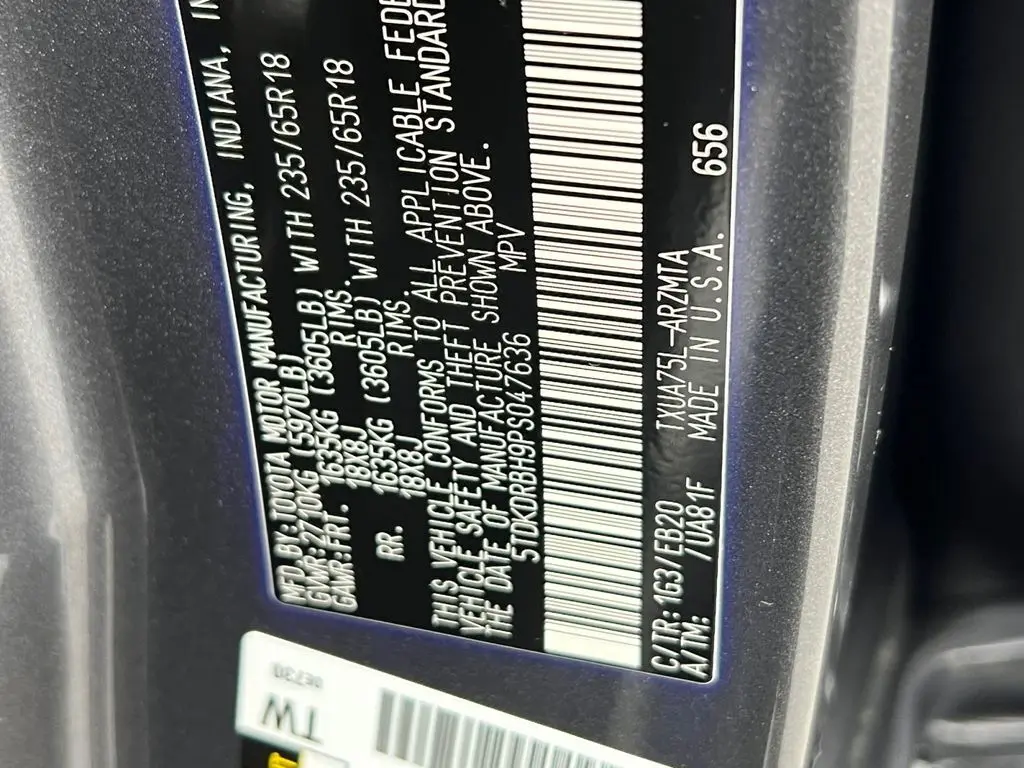 MFD.BY:TOYOTA MOTOR MANUFACTURING, INDIANA, IN
GVWR:2710KG (5970LB)
GAWR:FRT. 1635KG (3605LB) WITH 235/65R18
18X8J RIMS.
RR. 1635KG (3605LB) WITH 235/65R18
18X8J RIMS.
THIS VEHICLE CONFORMS TO ALL APPLICABLE FEDE
VEHICLE SAFETY AND THEFT PREVENTION STANDARD
THE DATE OF MANUFACTURE SHOWN ABOVE.
5TDKDRBH9PS047636 MPV
C/TR:1G3/EB20 TXUA75L-ARZMTA
A/TM: /UA81F MADE IN U.S.A. 656
0E730
TW